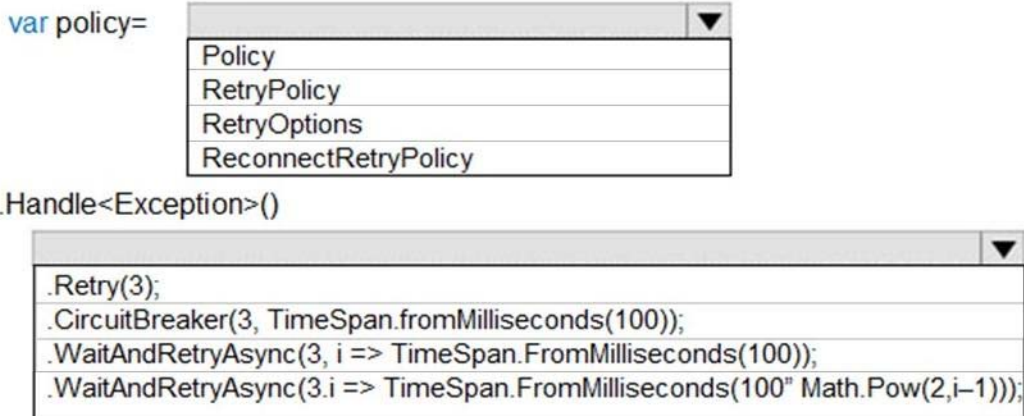 var policy=
Policy
RetryPolicy
RetryOptions
ReconnectRetryPolicy
.Handle<Exception>()
.Retry(3);
.CircuitBreaker(3, TimeSpan.fromMilliseconds(100));
.WaitAndRetryAsync(3, i => TimeSpan.FromMilliseconds(100));
.WaitAndRetryAsync(3.i => TimeSpan.FromMilliseconds(100” Math.Pow(2,i–1)));